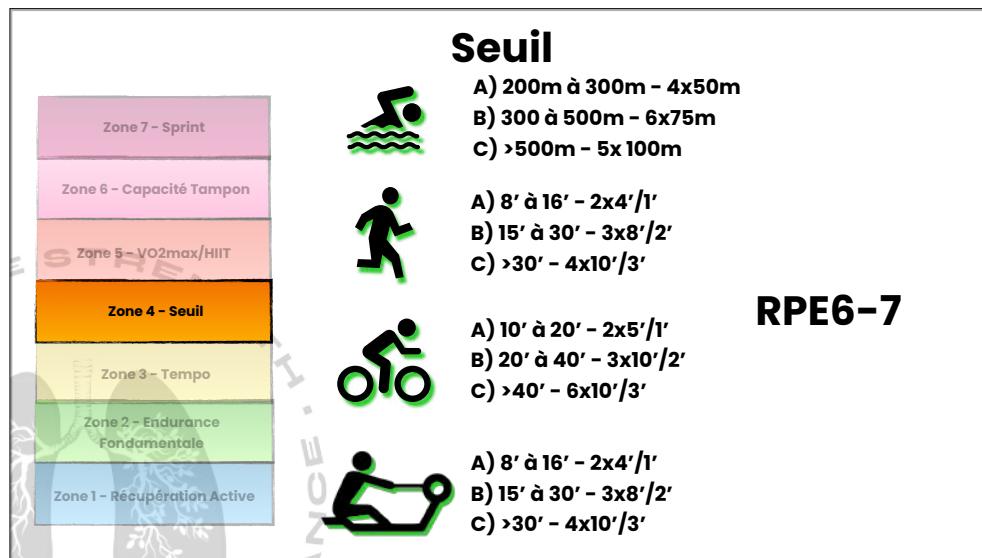 Seuil
A) 200m à 300m - 4x50m
B) 300 à 500m - 6x75m
C) >500m - 5x 100m
Zone 7 - Sprint
Zone 6 - Capacité Tampon
Zone 5 - VO2max/HIIT
Zone 4 - Seuil
Zone 3 - Tempo
Zone 2 - Endurance
Fondamentale
Zone 1 - Récupération Active
A) 8’ à 16’ - 2x4’/1’
B) 15’ à 30’ - 3x8’/2’
C) >30’ - 4x10’/3’
A) 10’ à 20’ - 2x5’/1’
B) 20’ à 40’ - 3x10’/2’
C) >40’ - 6x10’/3’
A) 8’ à 16’ - 2x4’/1’
B) 15’ à 30’ - 3x8’/2’
C) >30’ - 4x10’/3’
RPE6-7